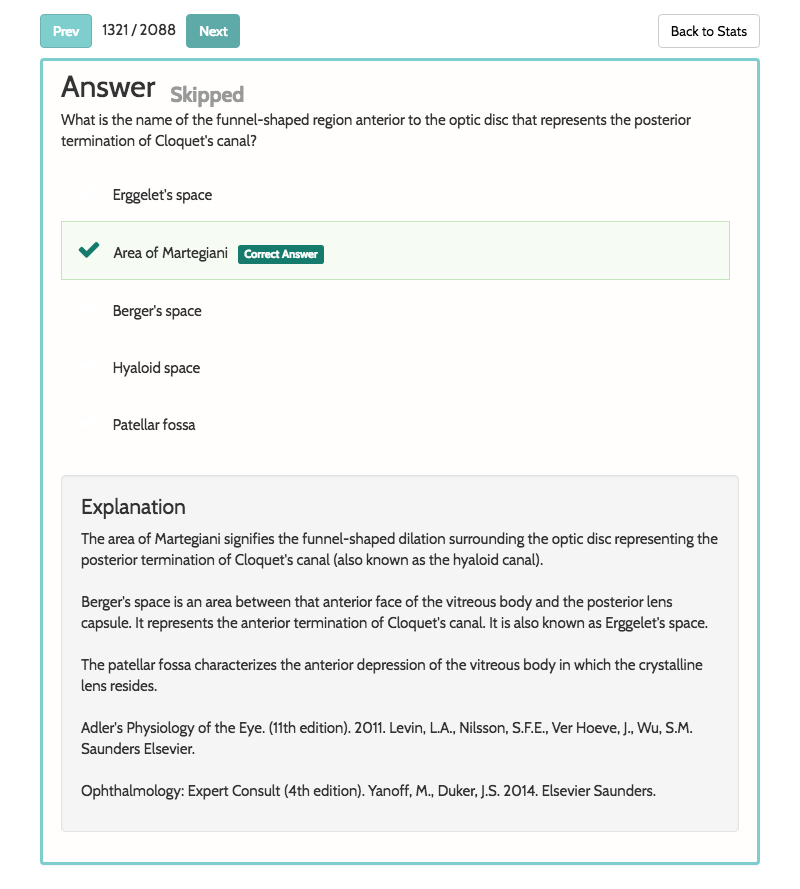 Prev 1321 / 2088 Next Back to Stats
Answer Skipped
What is the name of the funnel-shaped region anterior to the optic disc that represents the posterior
termination of Cloquet's canal?
Erggelet's space
Area of Martegiani Correct Answer
Berger's space
Hyaloid space
Patellar fossa
Explanation
The area of Martegiani signifies the funnel-shaped dilation surrounding the optic disc representing the
posterior termination of Cloquet's canal (also known as the hyaloid canal).
Berger's space is an area between that anterior face of the vitreous body and the posterior lens
capsule. It represents the anterior termination of Cloquet's canal. It is also known as Erggelet's space.
The patellar fossa characterizes the anterior depression of the vitreous body in which the crystalline
lens resides.
Adler's Physiology of the Eye. (11th edition). 2011. Levin, L.A., Nilsson, S.F.E., Ver Hoeve, J., Wu, S.M.
Saunders Elsevier.
Ophthalmology: Expert Consult (4th edition). Yanoff, M., Duker, J.S. 2014. Elsevier Saunders.